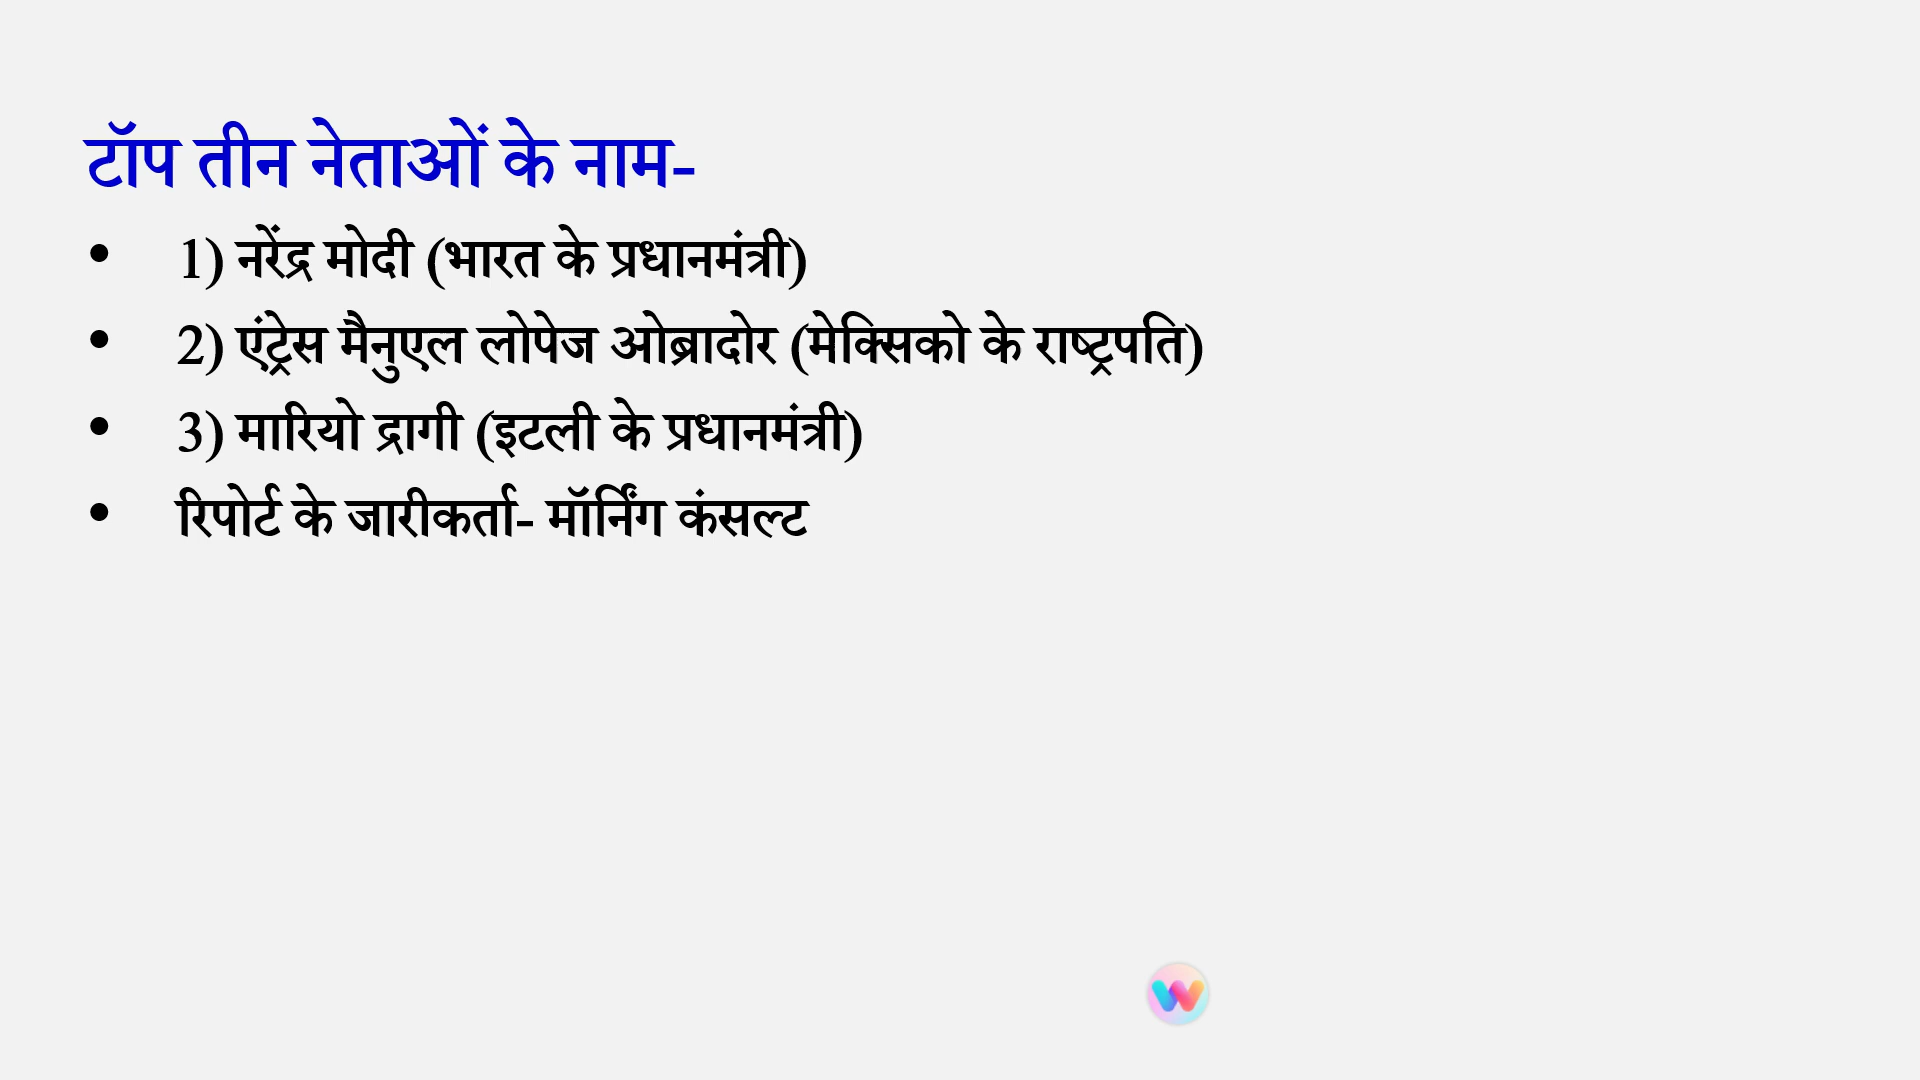 टॉप तीन नेताओं के नाम-
• 1) नरेंद्र मोदी (भारत के प्रधानमंत्री)
• 2) एंट्रेस मैनुएल लोपेज ओब्रादोर (मेक्सिको के राष्ट्रपति)
• 3) मारियो द्रागी (इटली के प्रधानमंत्री)
• रिपोर्ट के जारीकर्ता- मॉर्निंग कंसल्ट